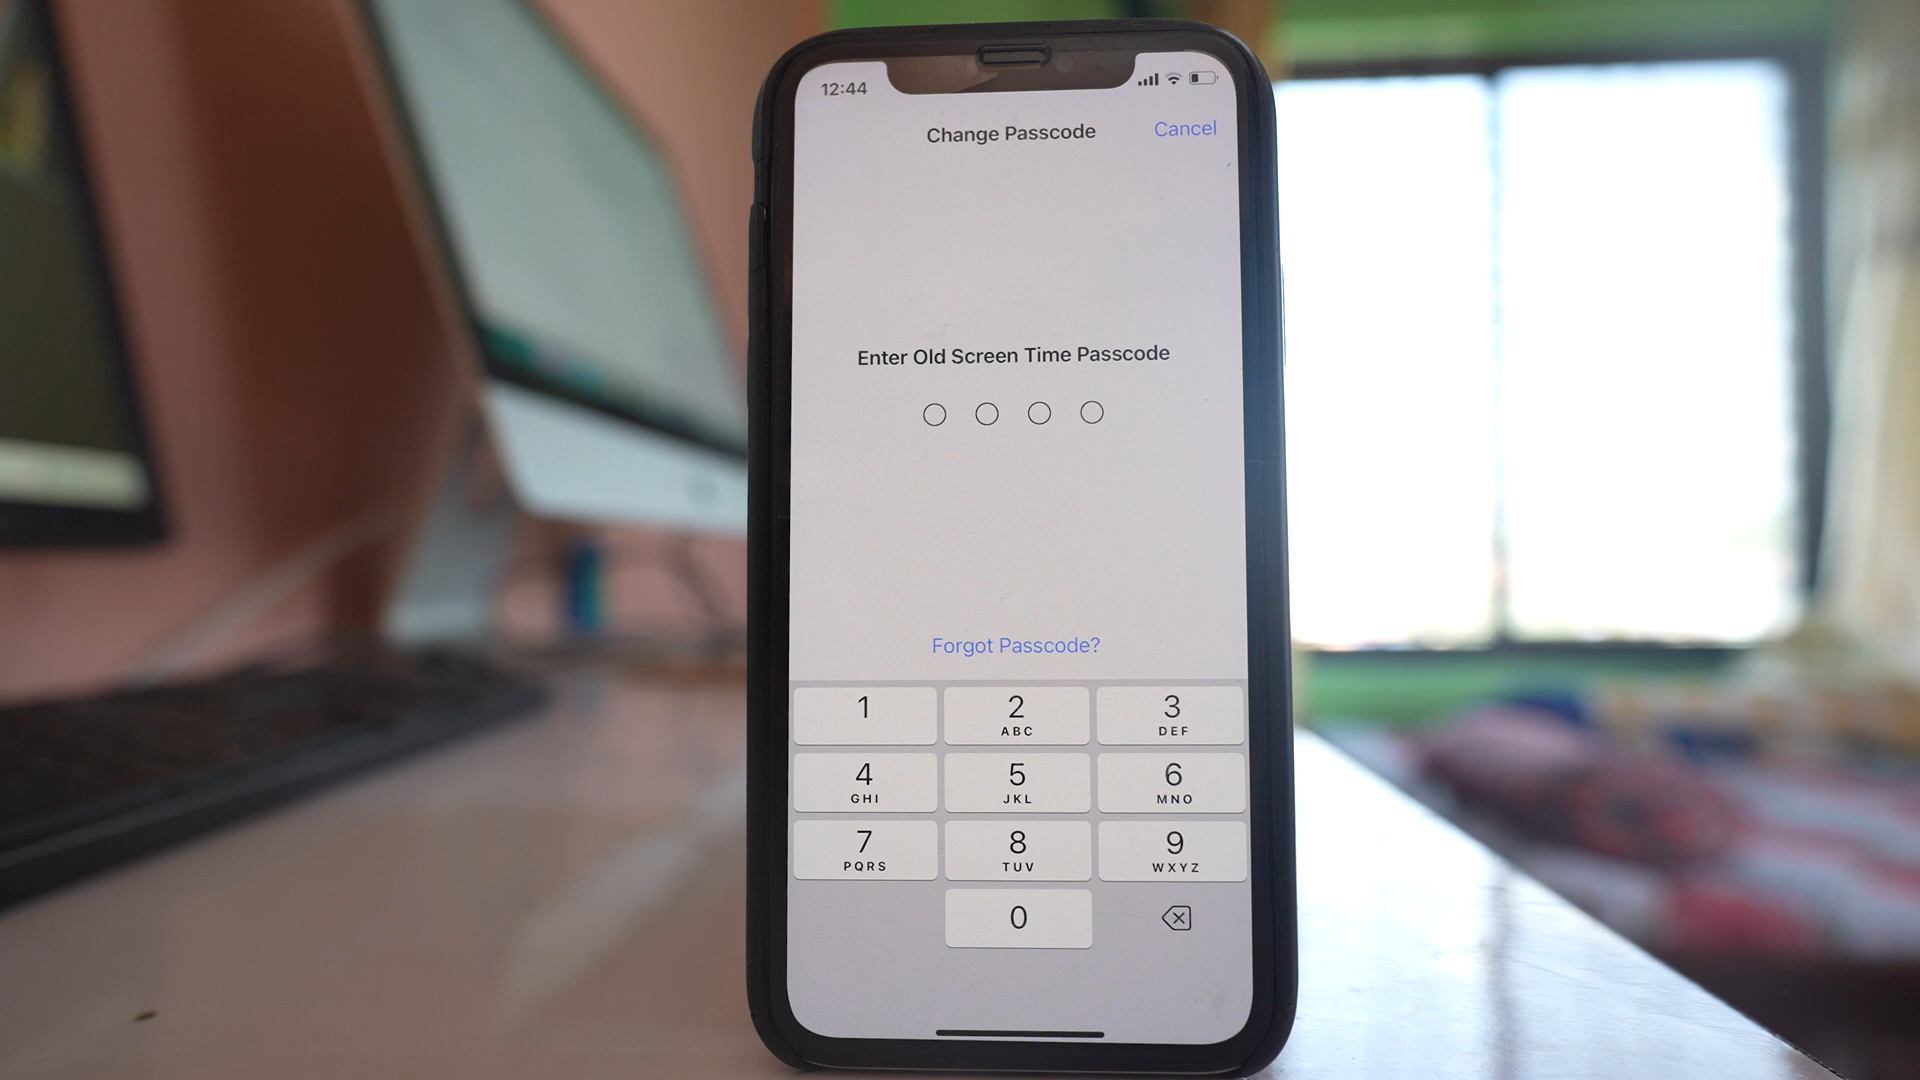 12:44
Change Passcode
Cancel
Enter Old Screen Time Passcode
Forgot Passcode?
1
2
ABC
3
DEF
4
GHI
5
JKL
6
MNO
7
PQRS
8
TUV
9
WXYZ
0